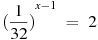 (1/32)^{x-1} = 2